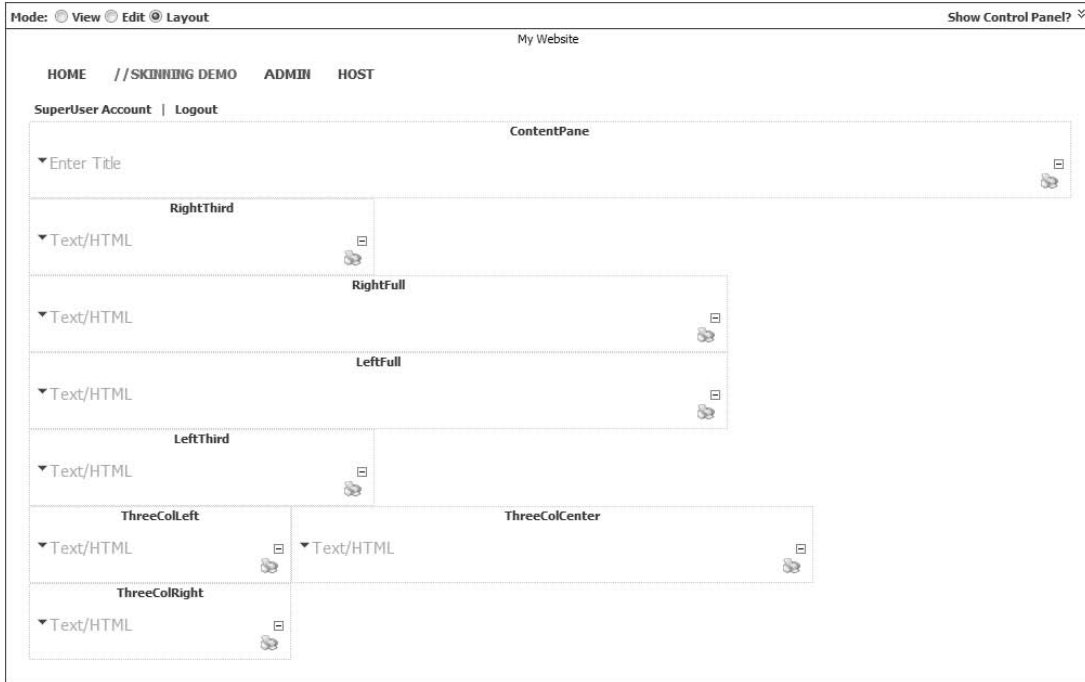 Mode: View Edit Layout Show Control Panel?
My Website
HOME //SKINNING DEMO ADMIN HOST
SuperUser Account | Logout
ContentPane
Enter Title
RightThird
Text/HTML
RightFull
Text/HTML
LeftFull
Text/HTML
LeftThird
Text/HTML
ThreeColLeft ThreeColCenter
Text/HTML Text/HTML
ThreeColRight
Text/HTML